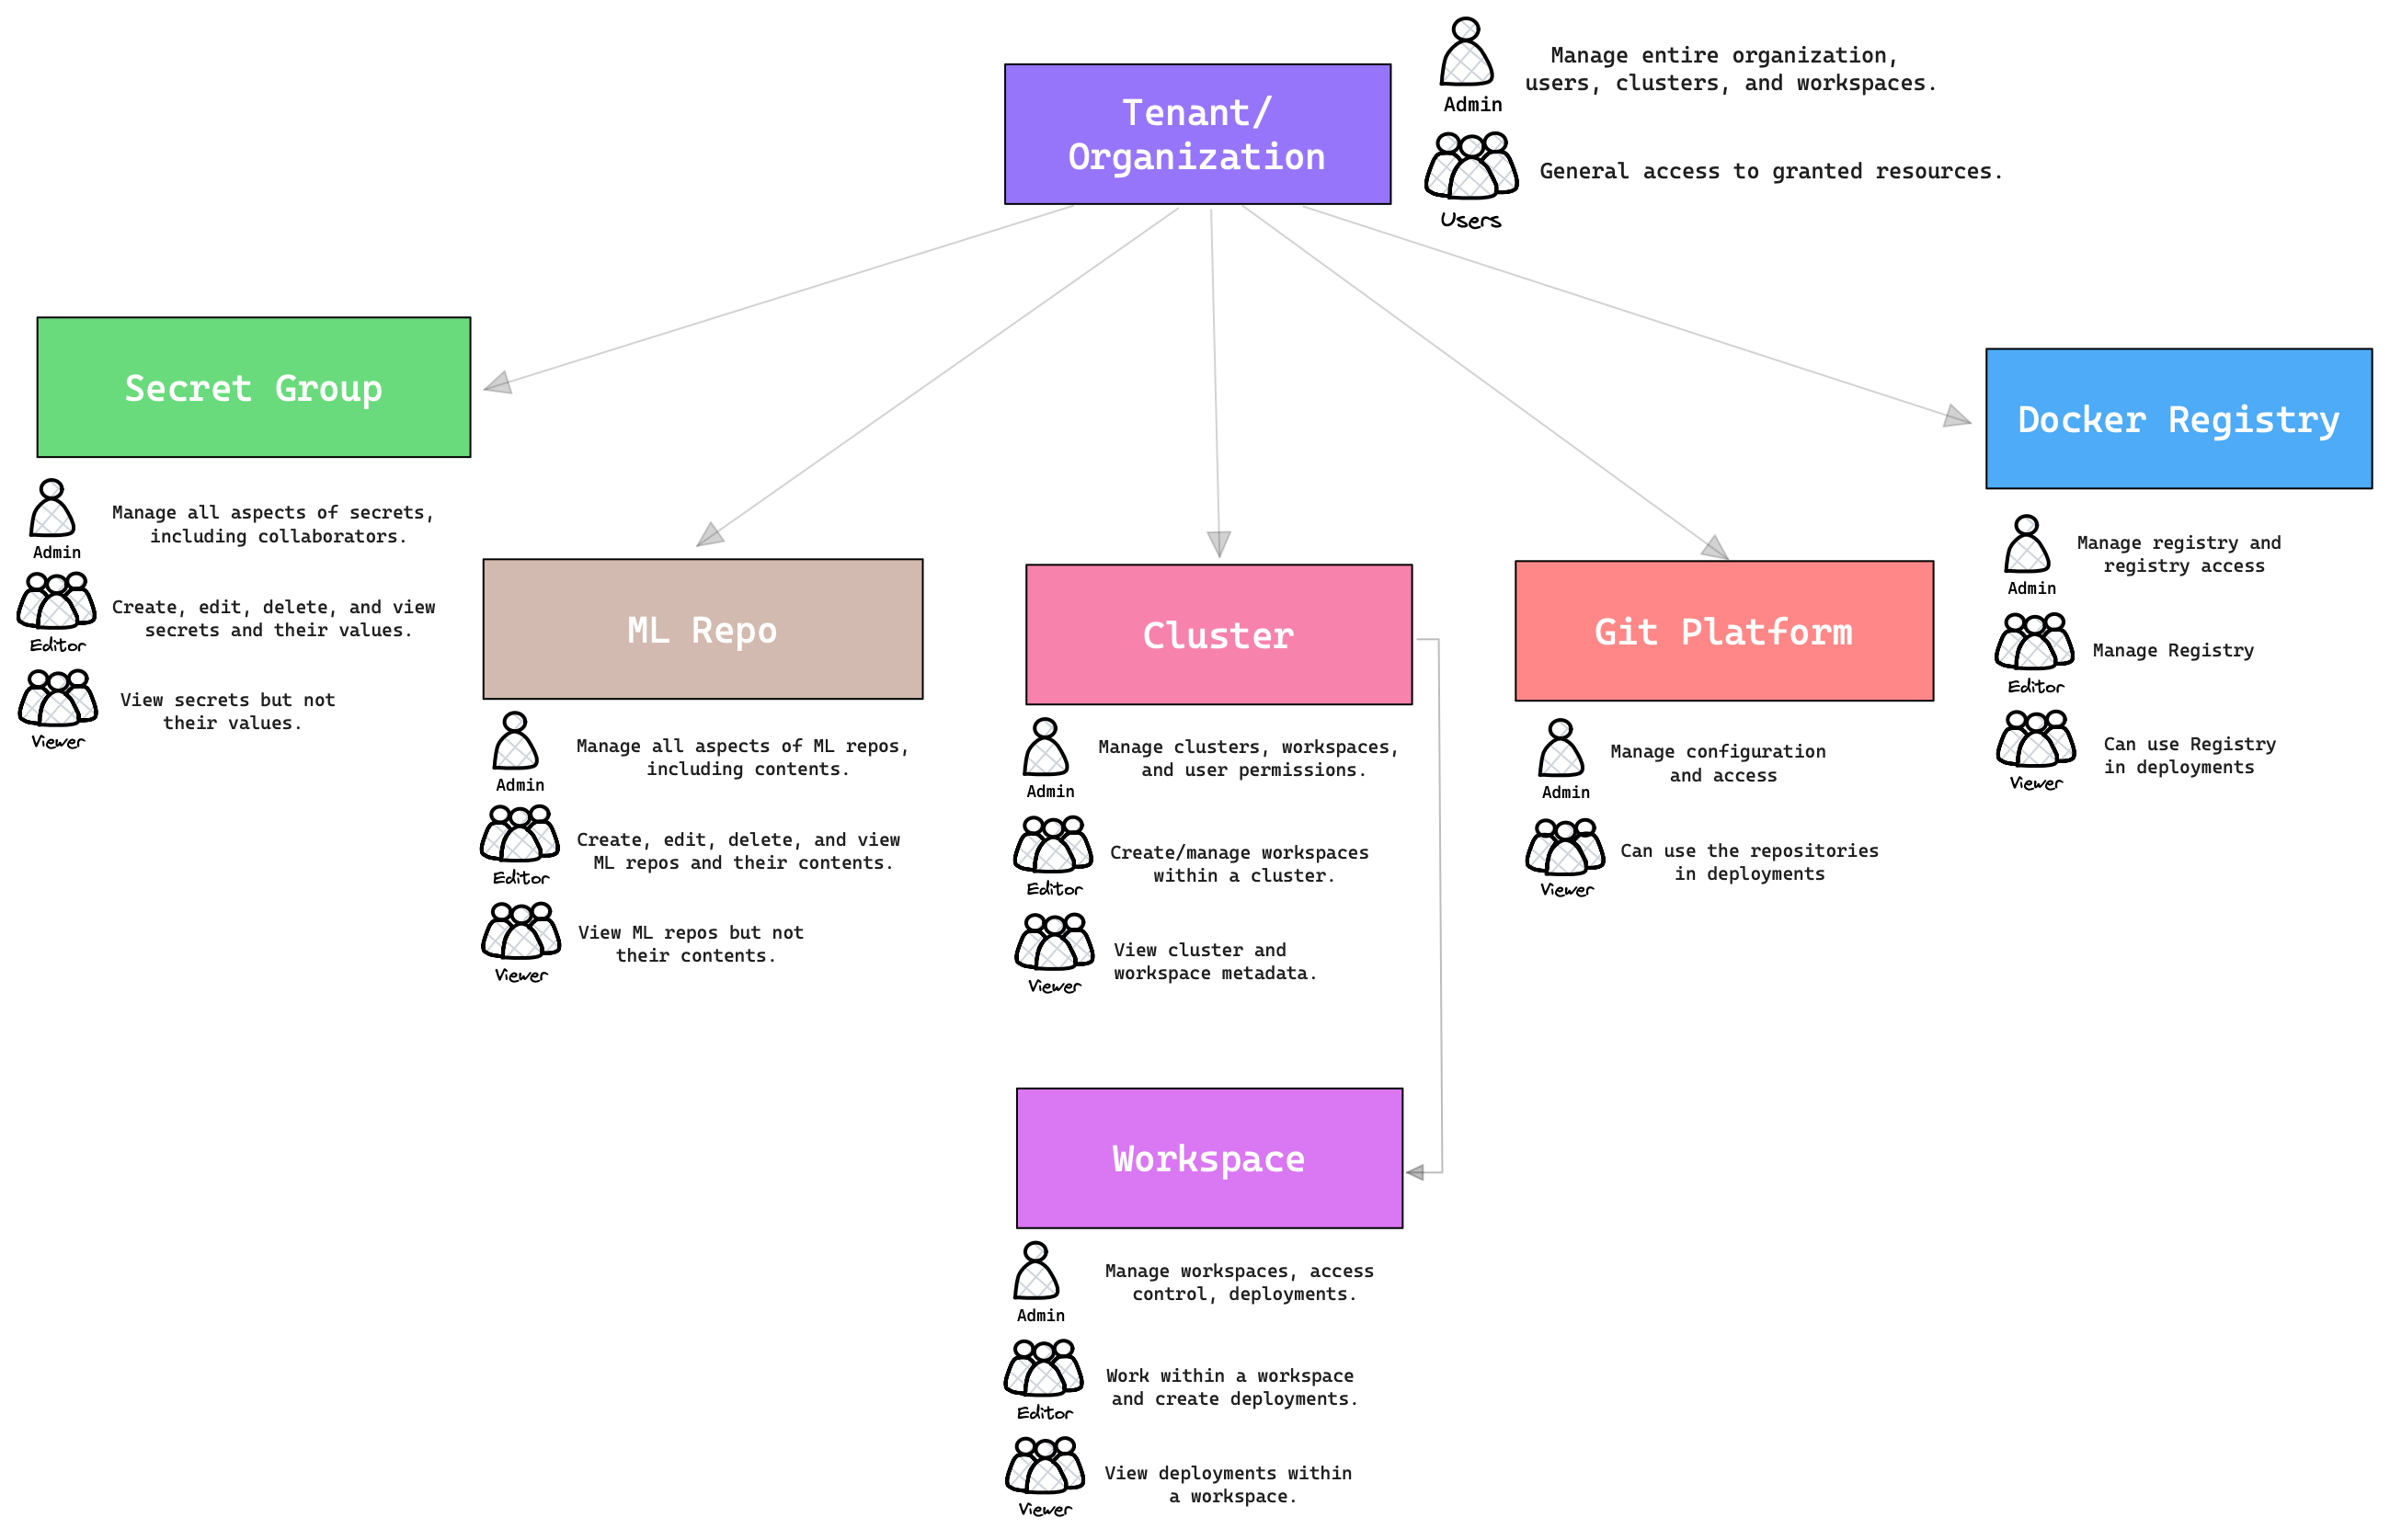 Tenant/
Organization
Manage entire organization,
users, clusters, and workspaces.
Admin
General access to granted resources.
Users
Secret Group
Manage all aspects of secrets,
including collaborators.
Admin
Create, edit, delete, and view
secrets and their values.
Editor
View secrets but not
their values.
Viewer
ML Repo
Manage all aspects of ML repos,
including contents.
Admin
Create, edit, delete, and view
ML repos and their contents.
Editor
View ML repos but not
their contents.
Viewer
Cluster
Manage clusters, workspaces,
and user permissions.
Admin
Create/manage workspaces
within a cluster.
Editor
View cluster and
workspace metadata.
Viewer
Git Platform
Manage configuration
and access
Admin
Can use the repositories
in deployments
Viewer
Docker Registry
Manage registry and
registry access
Admin
Manage Registry
Editor
Can use Registry
in deployments
Viewer
Workspace
Manage workspaces, access
control, deployments.
Admin
Work within a workspace
and create deployments.
Editor
View deployments within
a workspace.
Viewer